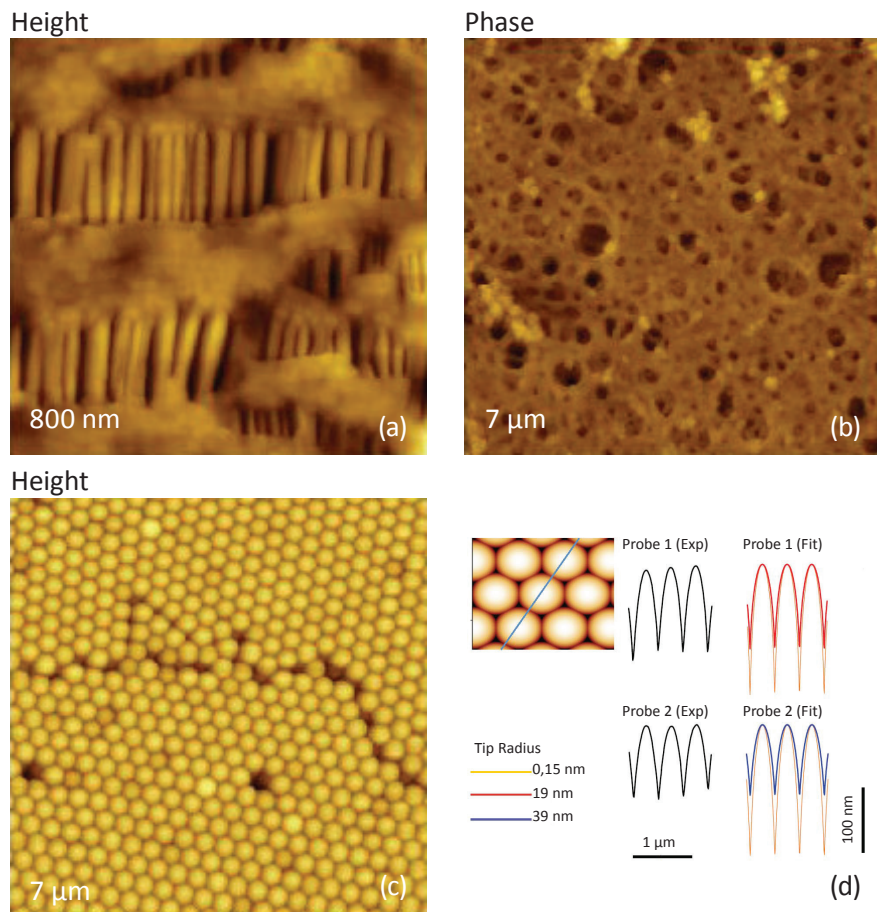 Height
Phase
800 nm
(a)
7 μm
(b)
Height
7 μm
(c)
Probe 1 (Exp)
Probe 1 (Fit)
Probe 2 (Exp)
Probe 2 (Fit)
Tip Radius
0,15 nm
19 nm
39 nm
1 μm
100 nm
(d)